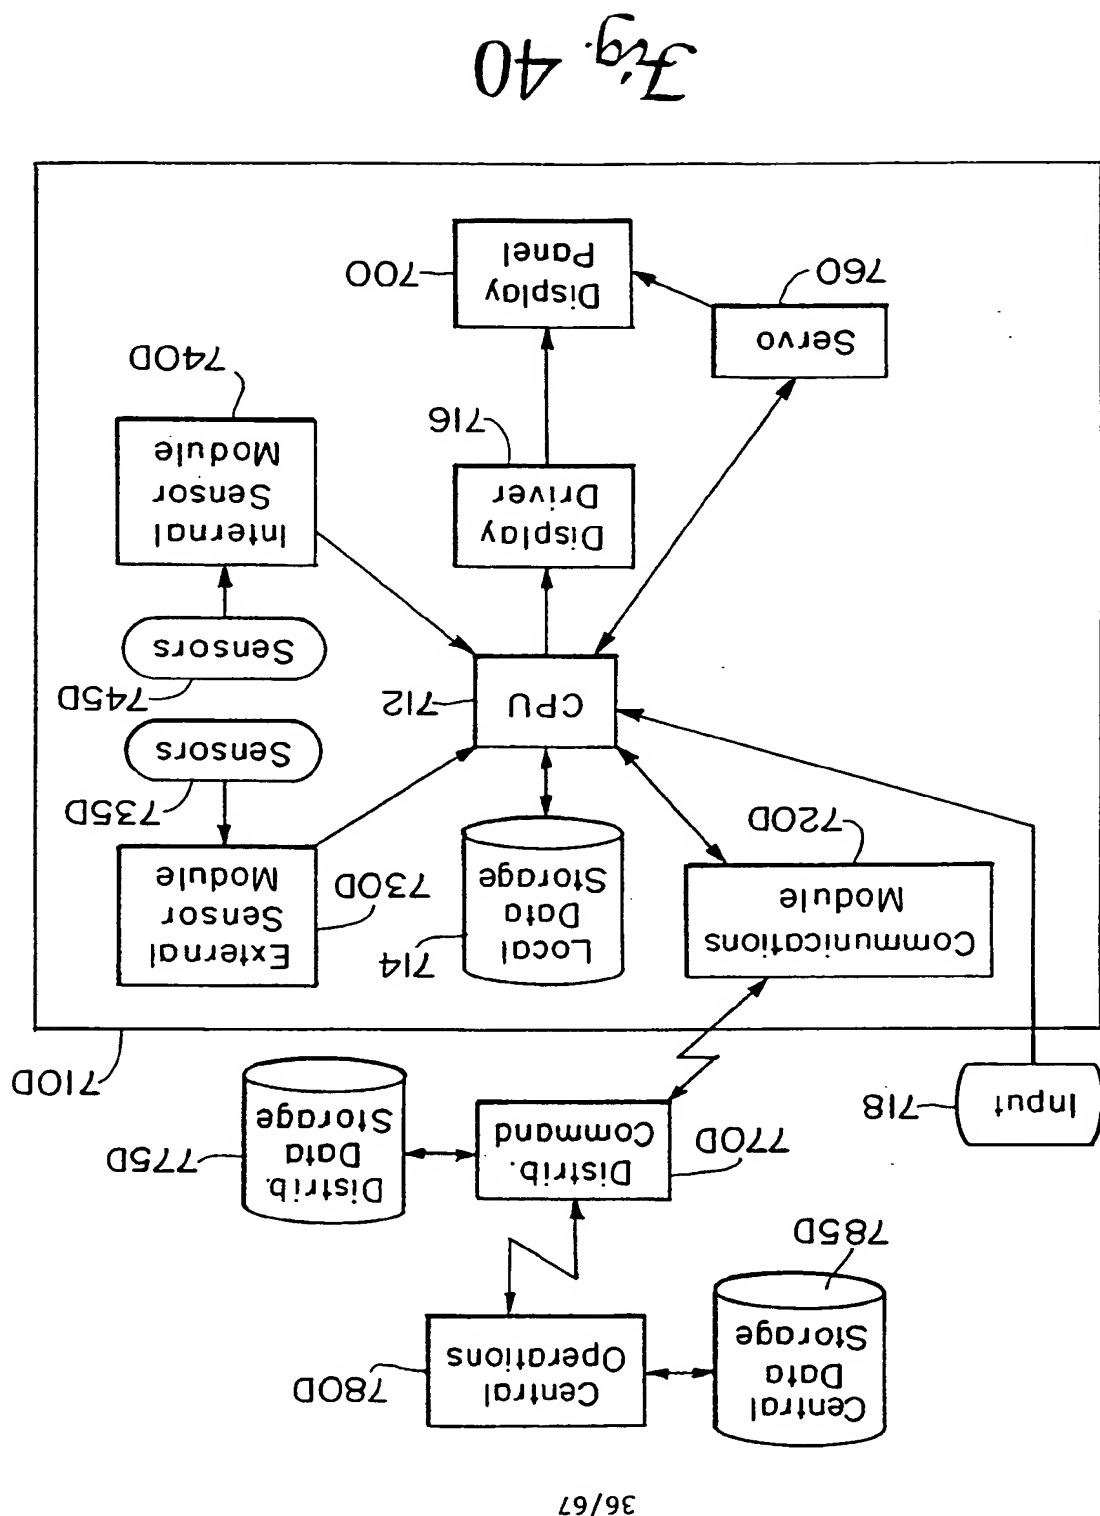 36/67
Central
Data
Storage
785D
Central
Operations
780D
Distrib.
Command
770D
Distrib.
Data
Storage
775D
Input
718
710D
Communications
Module
720D
Local
Data
Storage
714
External
Sensor
Module
730D
Sensors
735D
CPU
712
Sensors
745D
Internal
Sensor
Module
740D
Display
Driver
716
Servo
760
Display
Panel
700
Fig. 40